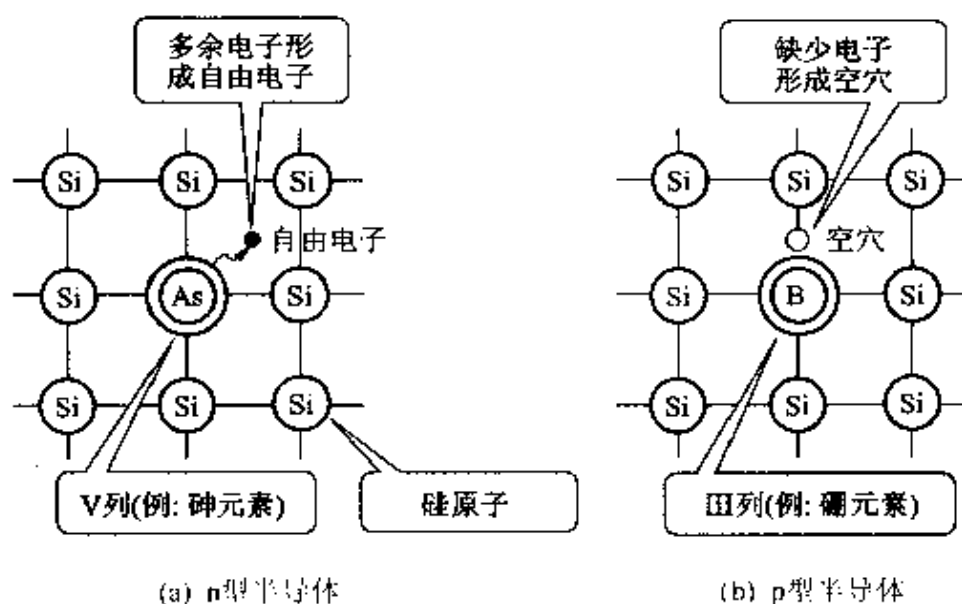 多余电子形
成自由电子
缺少电子
形成空穴
Si Si Si
Si Si Si
自由电子
空穴
Si As Si
Si B Si
Si Si Si
Si Si Si
V列(例: 砷元素)
硅原子
III列(例: 硼元素)
(a) n型半导体
(b) p型半导体